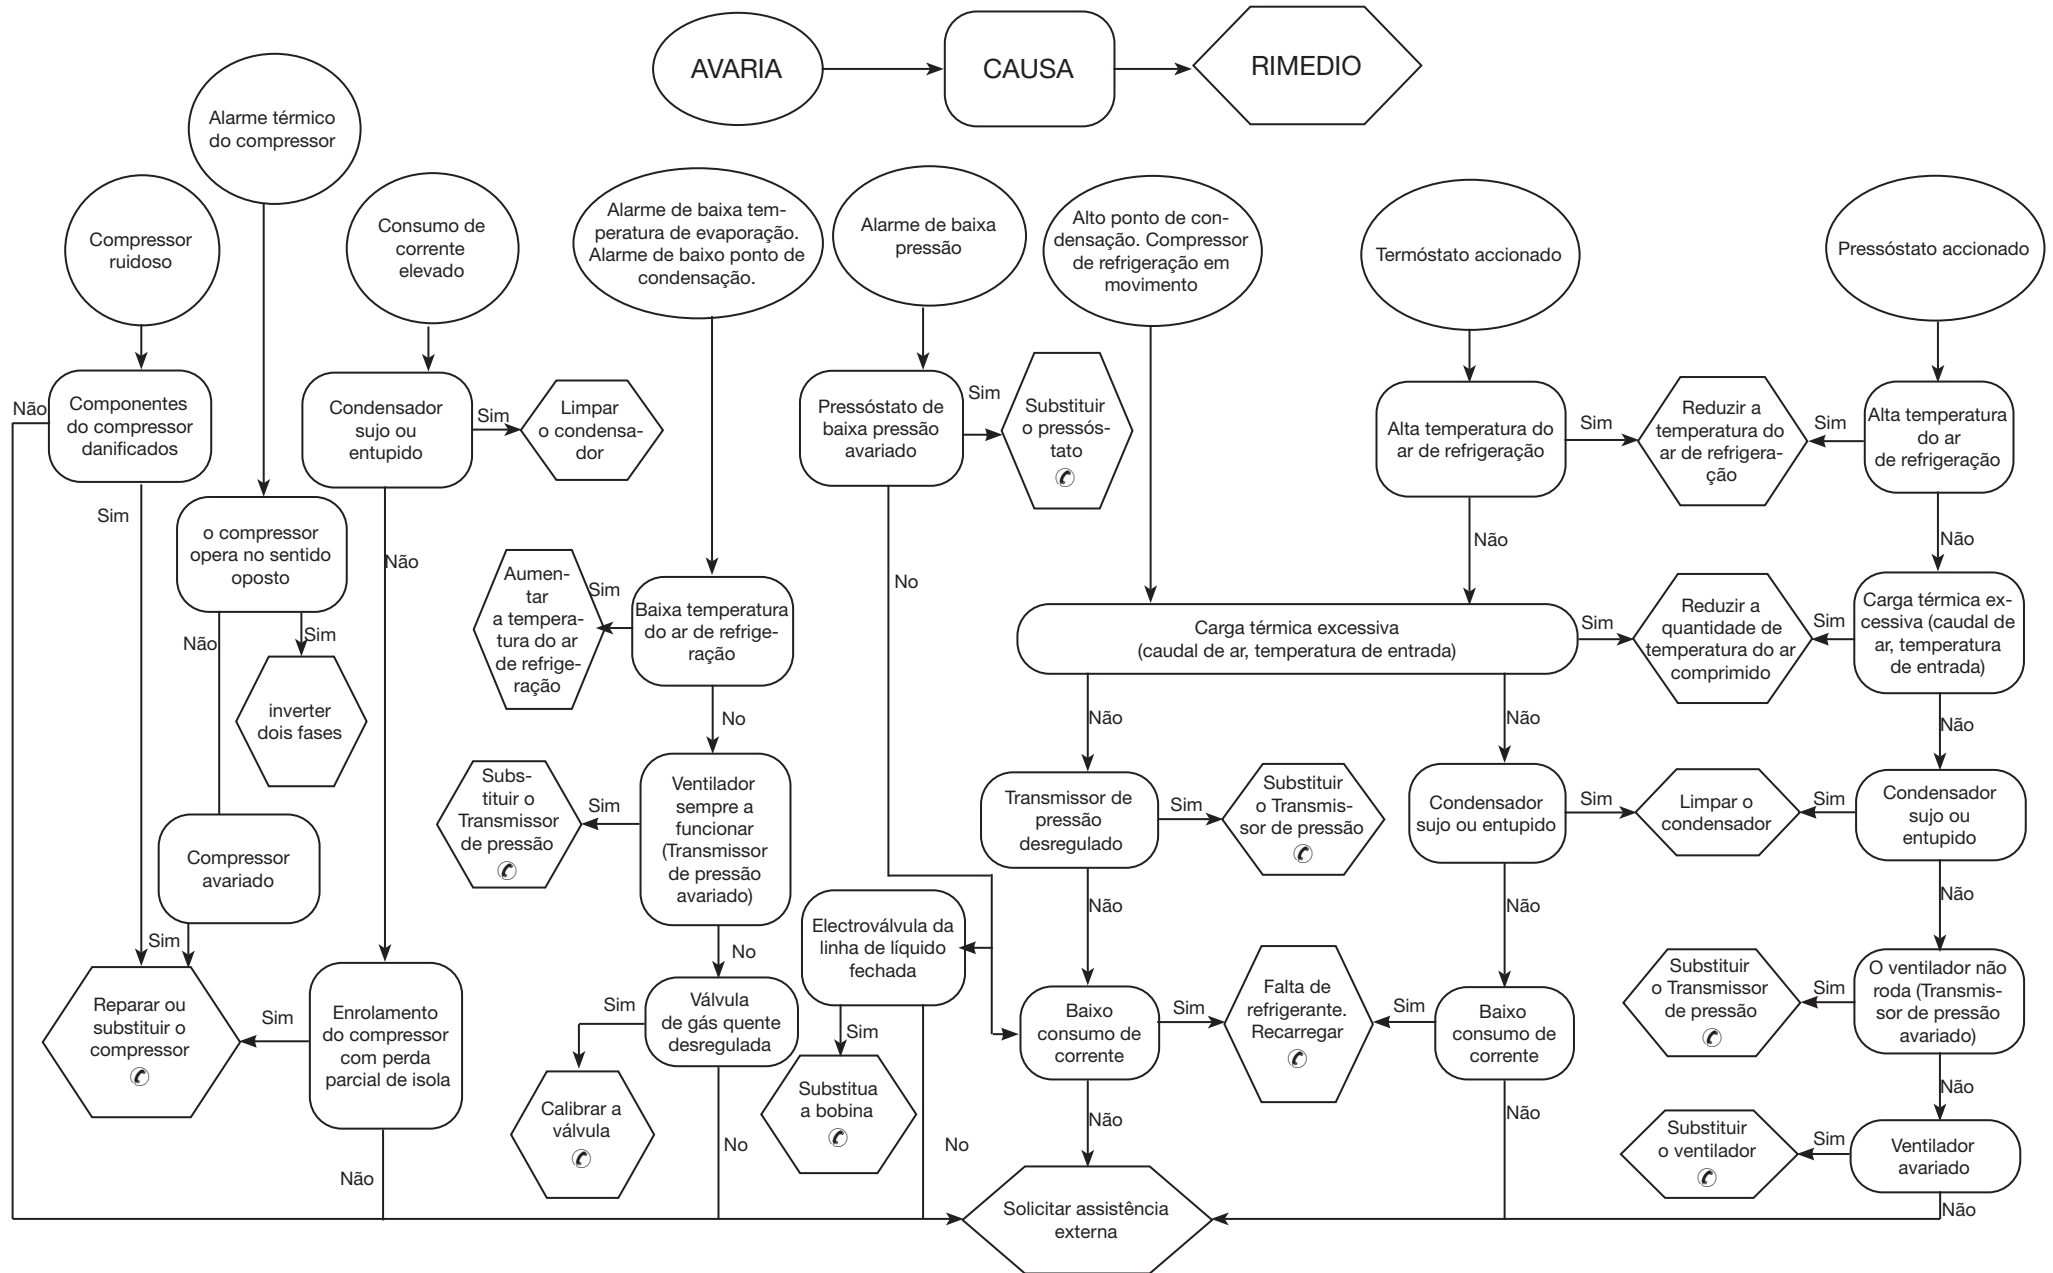 AVARIA
CAUSA
RIMEDIO
Alarme térmico
do compressor
Compressor
ruidoso
Consumo de
corrente
elevado
Alarme de baixa tem-
peratura de evaporação.
Alarme de baixo ponto de
condensação.
Alarme de baixa
pressão
Alto ponto de con-
densação. Compressor
de refrigeração em
movimento
Termóstato accionado
Pressóstato accionado
Não
Componentes
do compressor
danificados
Sim
Condensador
sujo ou
entupido
Sim
Limpar
o condensa-
dor
Pressóstato de
baixa pressão
avariado
Sim
Substituir
o pressós-
tato
Alta temperatura do
ar de refrigeração
Sim
Reduzir a
temperatura do
ar de refrigera-
ção
Sim
Alta temperatura
do ar
de refrigeração
o compressor
opera no sentido
oposto
Não
Sim
inverter
dois fases
Não
Aumen-
tar
a tempera-
tura do ar
de refrige-
ração
Sim
Baixa temperatura
do ar de refrige-
ração
No
No
Não
Não
Carga térmica excessiva
(caudal de ar, temperatura de entrada)
Sim
Reduzir a
quantidade de
temperatura do ar
comprimido
Sim
Carga térmica ex-
cessiva (caudal de
ar, temperatura
de entrada)
Não
Não
Não
Subs-
tituir o
Transmissor
de pressão
Sim
Ventilador
sempre a
funcionar
(Transmissor
de pressão
avariado)
No
Transmissor de
pressão
desregulado
Sim
Substituir
o Transmis-
sor de pressão
Condensador
sujo ou entupido
Sim
Limpar o
condensador
Sim
Condensador
sujo ou
entupido
Compressor
avariado
Sim
Não
Não
Não
Electroválvula da
linha de líquido
fechada
Sim
Substitua
a bobina
No
Reparar ou
substituir o
compressor
Sim
Enrolamento
do compressor
com perda
parcial de isola
Não
Sim
Válvula
de gás quente
desregulada
No
Calibrar a
válvula
Baixo
consumo de
corrente
Sim
Falta de
refrigerante.
Recarregar
Sim
Baixo
consumo de
corrente
Não
Não
Substituir
o Transmissor
de pressão
Sim
O ventilador não
roda (Transmis-
sor de pressão
avariado)
Não
Substituir
o ventilador
Sim
Ventilador
avariado
Não
Solicitar assistência
externa